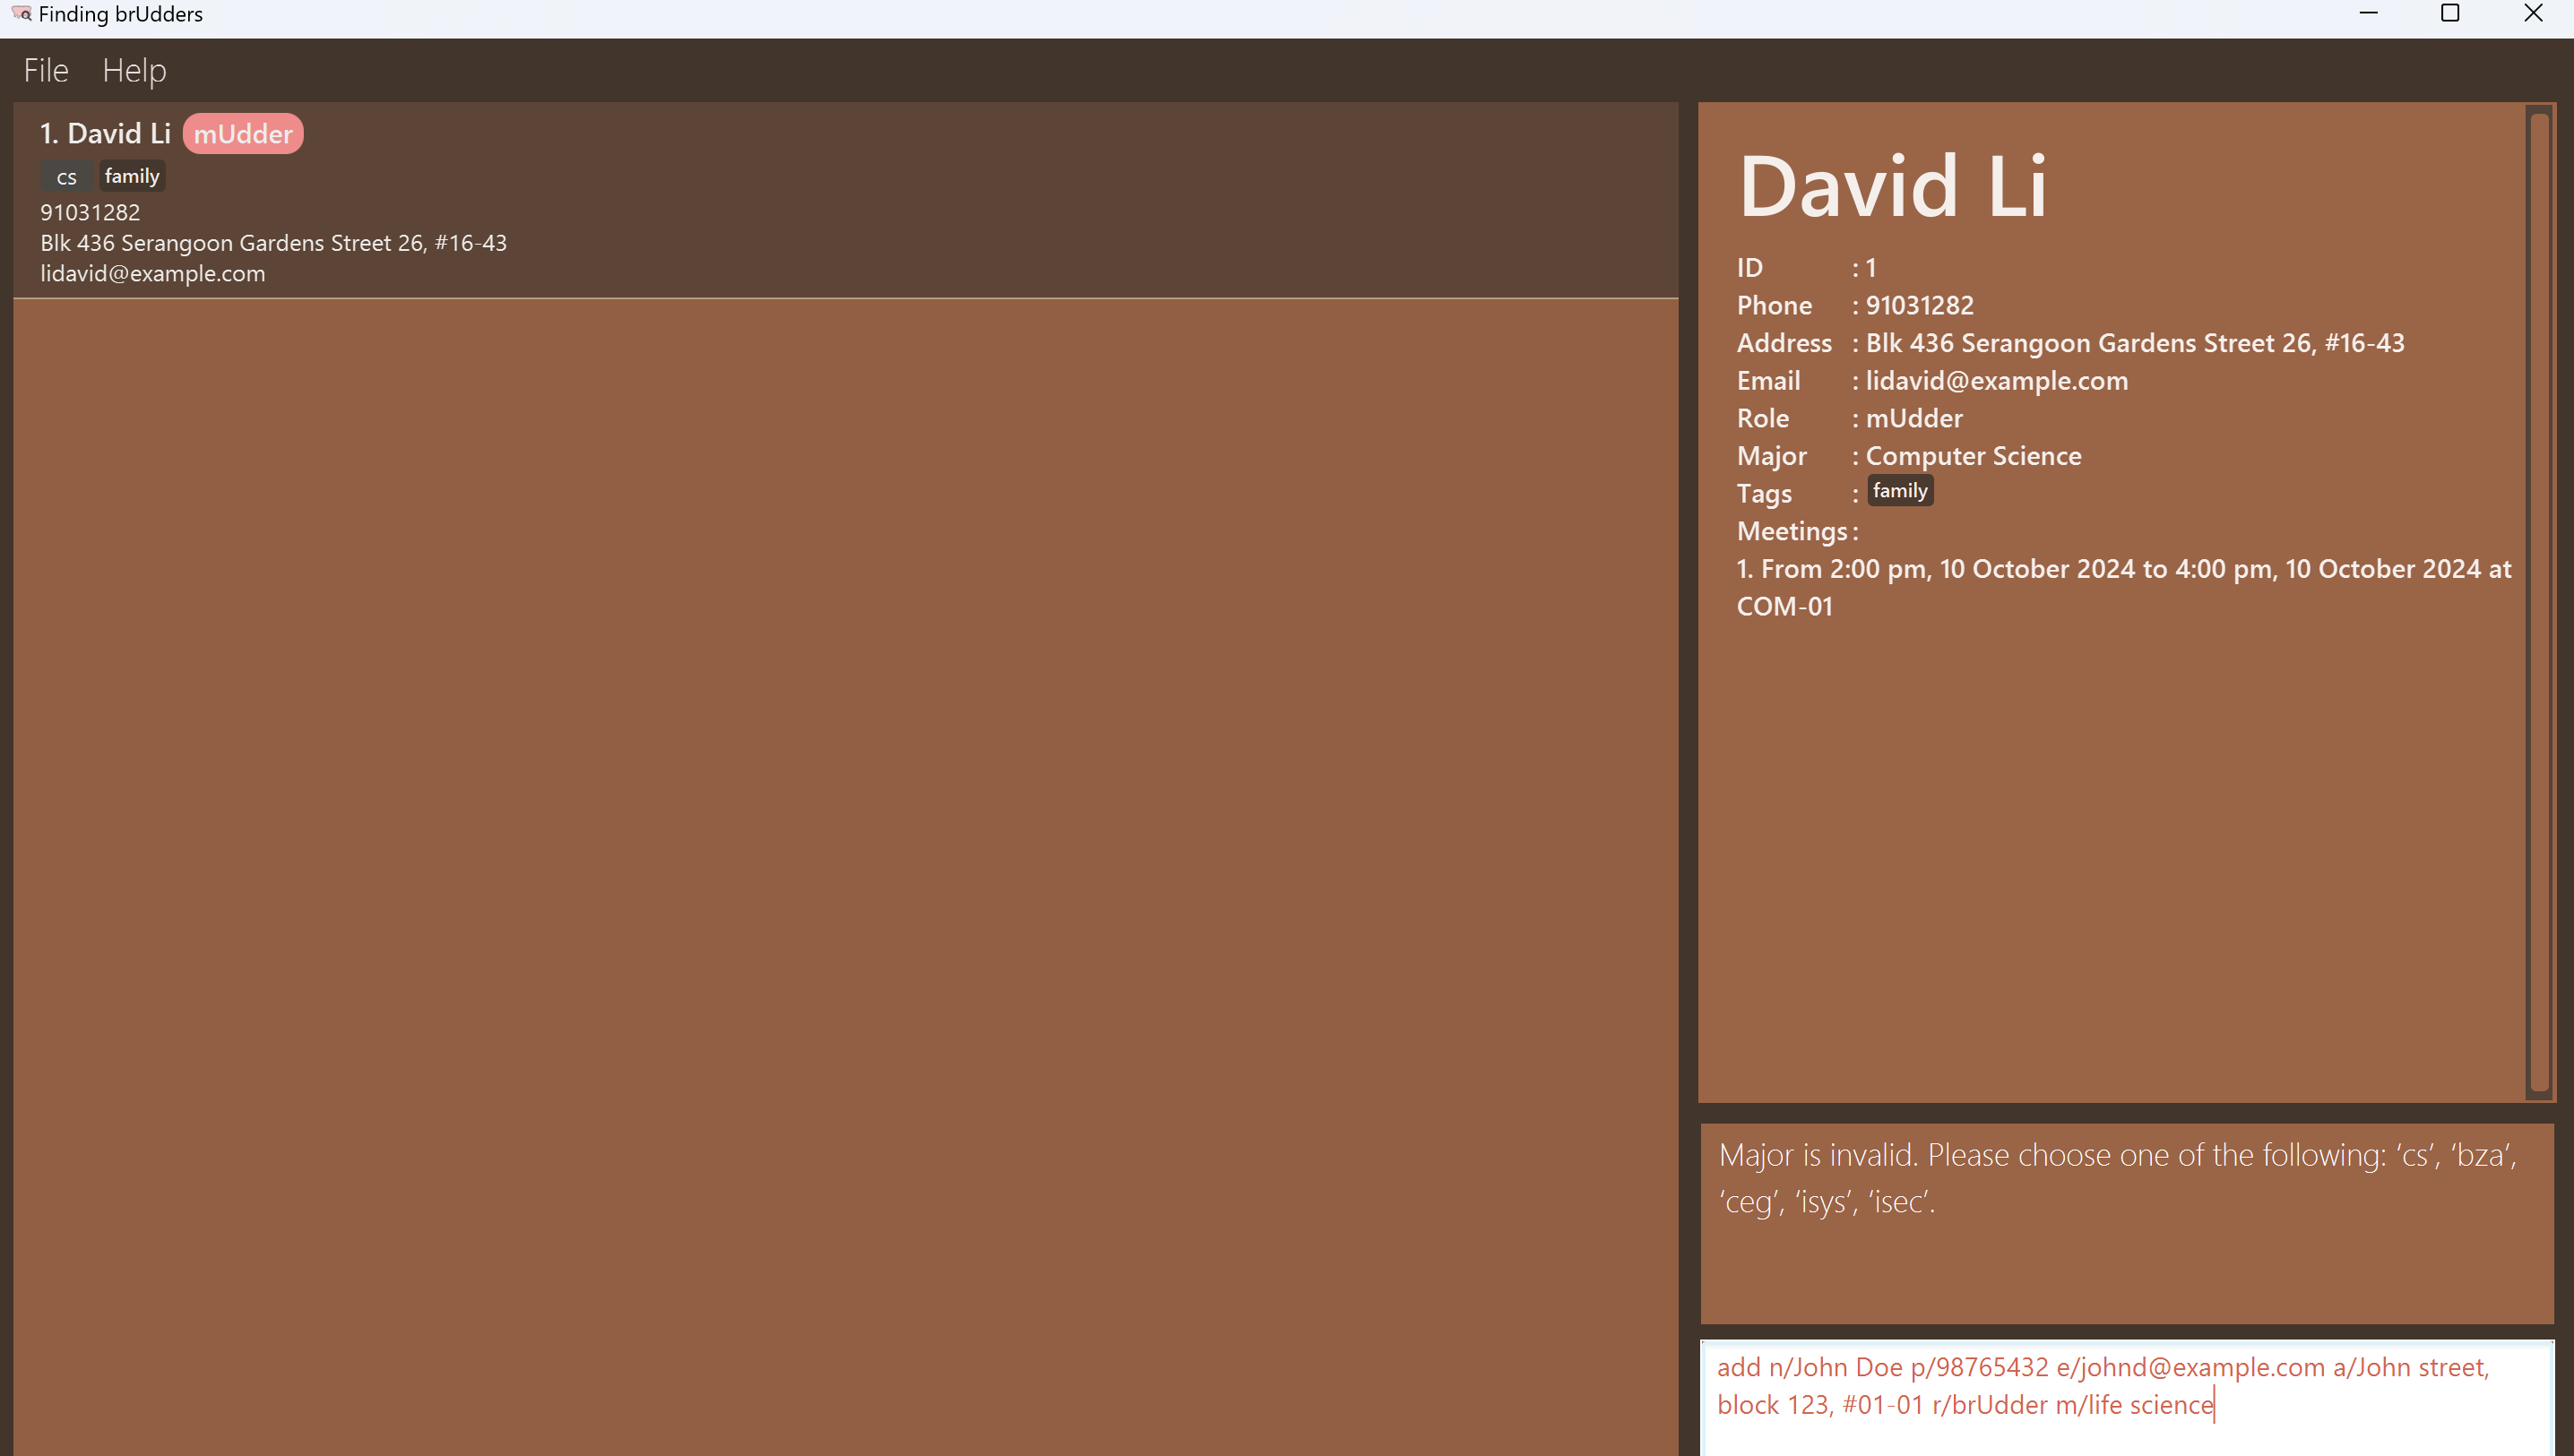 Finding brUdders
File Help
1. David Li mUdder
cs family
91031282
Blk 436 Serangoon Gardens Street 26, #16-43
lidavid@example.com
David Li
ID : 1
Phone : 91031282
Address : Blk 436 Serangoon Gardens Street 26, #16-43
Email : lidavid@example.com
Role : mUdder
Major : Computer Science
Tags : family
Meetings :
1. From 2:00 pm, 10 October 2024 to 4:00 pm, 10 October 2024 at
COM-01
Major is invalid. Please choose one of the following: ‘cs’, ‘bza’,
‘ceg’, ‘isys’, ‘isec’.
add n/John Doe p/98765432 e/johnd@example.com a/John street,
block 123, #01-01 r/brUdder m/life science